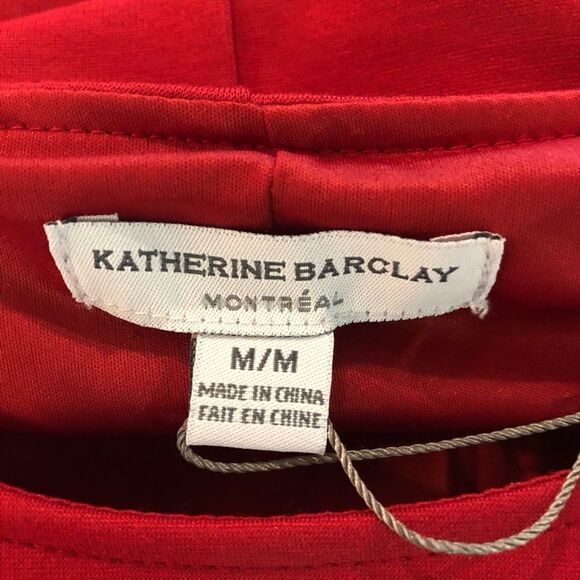 KATHERINE BARCLAY
MONTRÉAL
M/M
MADE IN CHINA
FAIT EN CHINE